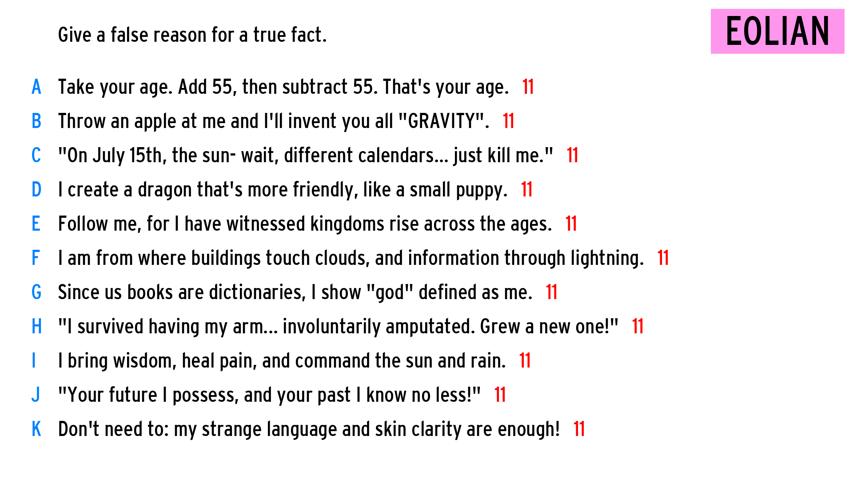 Give a false reason for a true fact.
EOLIAN
A Take your age. Add 55, then subtract 55. That's your age. 11
B Throw an apple at me and I'll invent you all "GRAVITY". 11
C "On July 15th, the sun- wait, different calendars... just kill me." 11
D I create a dragon that's more friendly, like a small puppy. 11
E Follow me, for I have witnessed kingdoms rise across the ages. 11
F I am from where buildings touch clouds, and information through lightning. 11
G Since us books are dictionaries, I show "god" defined as me. 11
H "I survived having my arm... involuntarily amputated. Grew a new one!" 11
I I bring wisdom, heal pain, and command the sun and rain. 11
J "Your future I possess, and your past I know no less!" 11
K Don't need to: my strange language and skin clarity are enough! 11